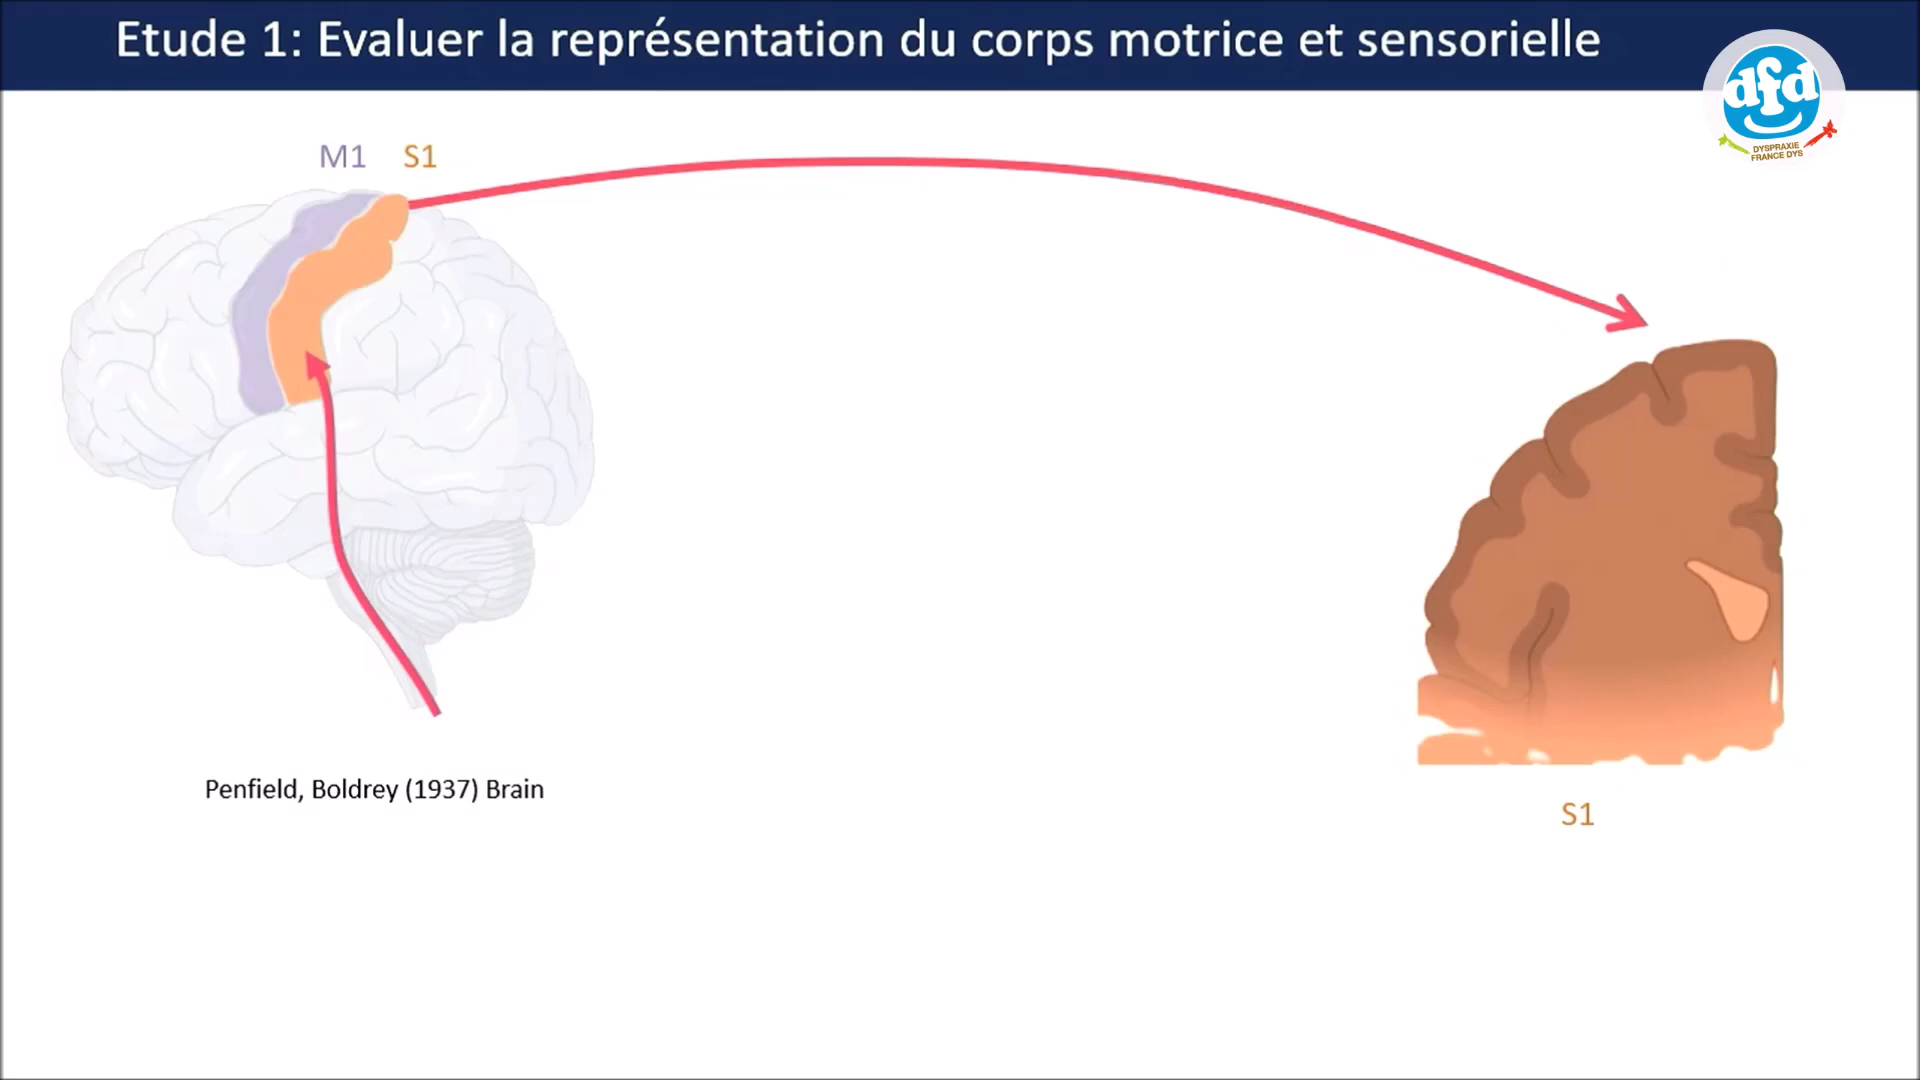 Etude 1: Evaluer la représentation du corps motrice et sensorielle
dfd
DYSPRAXIE
FRANCE DYS
M1 S1
Penfield, Boldrey (1937) Brain
S1